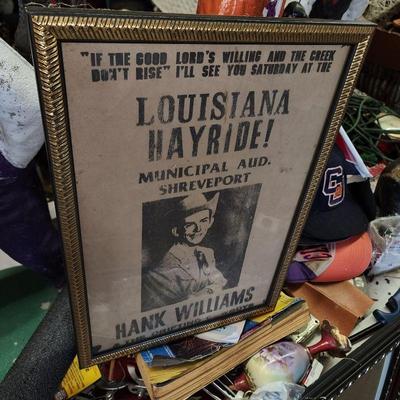 "IF THE GOOD LORD'S WILLING AND THE CREEK
DON'T RISE" I'LL SEE YOU SATURDAY AT THE
LOUISIANA
HAYRIDE!
MUNICIPAL AUD.
SHREVEPORT
HANK WILLIAMS